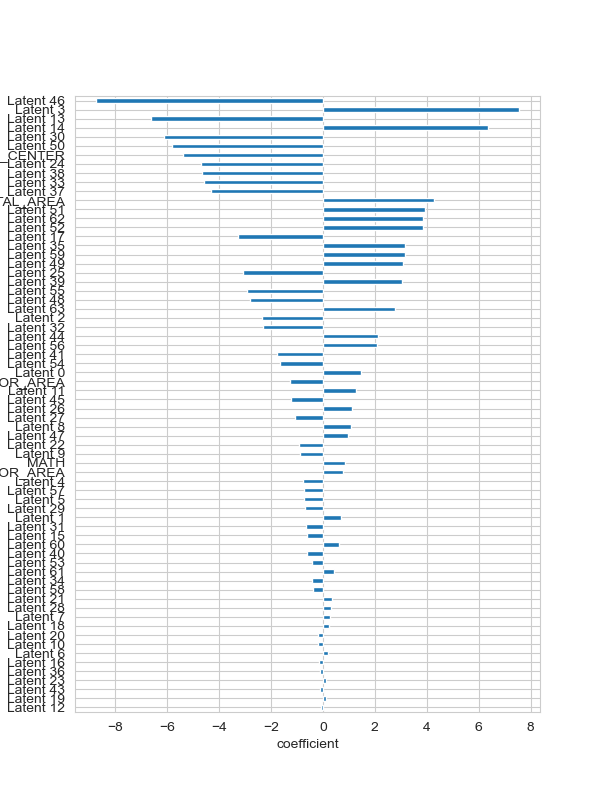 Latent 46
Latent 3
Latent 13
Latent 14
Latent 30
Latent 50
_CENTER
Latent 24
Latent 38
Latent 33
Latent 37
TAL_AREA
Latent 51
Latent 62
Latent 52
Latent 17
Latent 35
Latent 59
Latent 49
Latent 25
Latent 39
Latent 55
Latent 48
Latent 63
Latent 2
Latent 32
Latent 44
Latent 56
Latent 41
Latent 54
Latent 0
OR_AREA
Latent 11
Latent 45
Latent 26
Latent 27
Latent 8
Latent 47
Latent 22
Latent 9
MATH
OR_AREA
Latent 4
Latent 57
Latent 5
Latent 29
Latent 1
Latent 31
Latent 15
Latent 60
Latent 40
Latent 53
Latent 61
Latent 34
Latent 58
Latent 21
Latent 28
Latent 7
Latent 18
Latent 20
Latent 10
Latent 6
Latent 16
Latent 36
Latent 23
Latent 43
Latent 19
Latent 12
−8 −6 −4 −2 0 2 4 6 8
coefficient